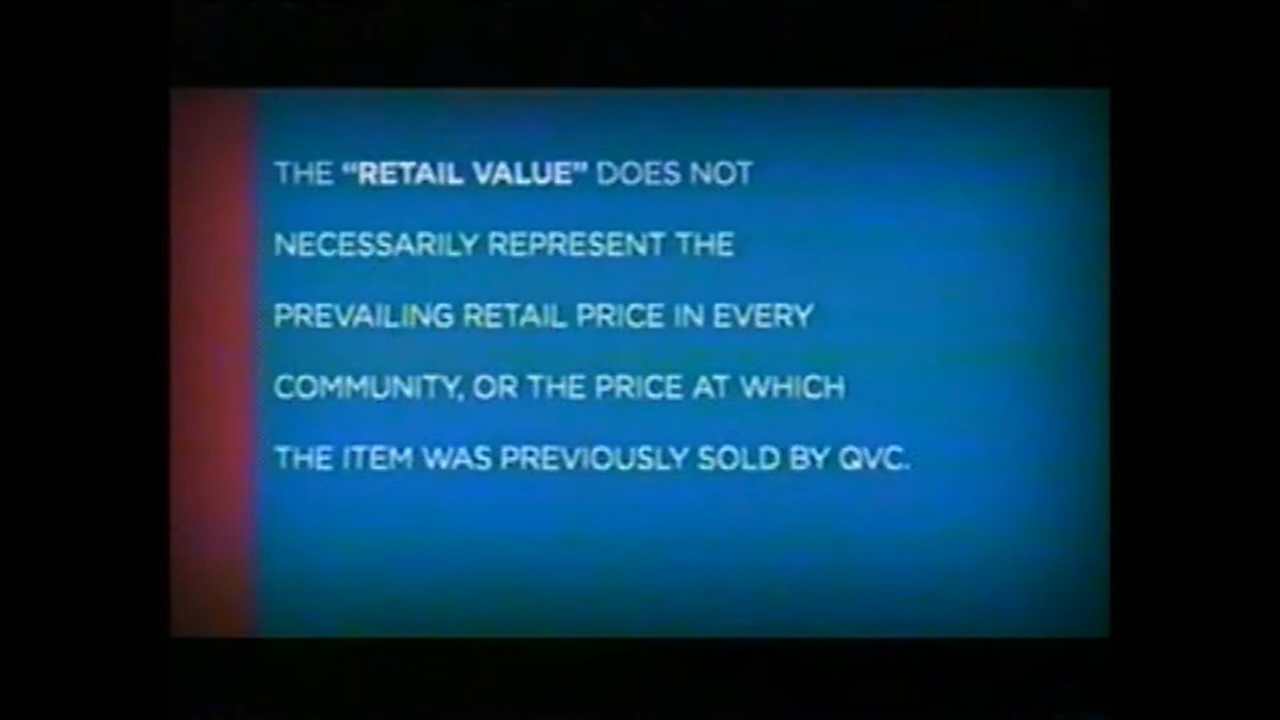 THE “RETAIL VALUE” DOES NOT
NECESSARILY REPRESENT THE
PREVAILING RETAIL PRICE IN EVERY
COMMUNITY, OR THE PRICE AT WHICH
THE ITEM WAS PREVIOUSLY SOLD BY QVC.